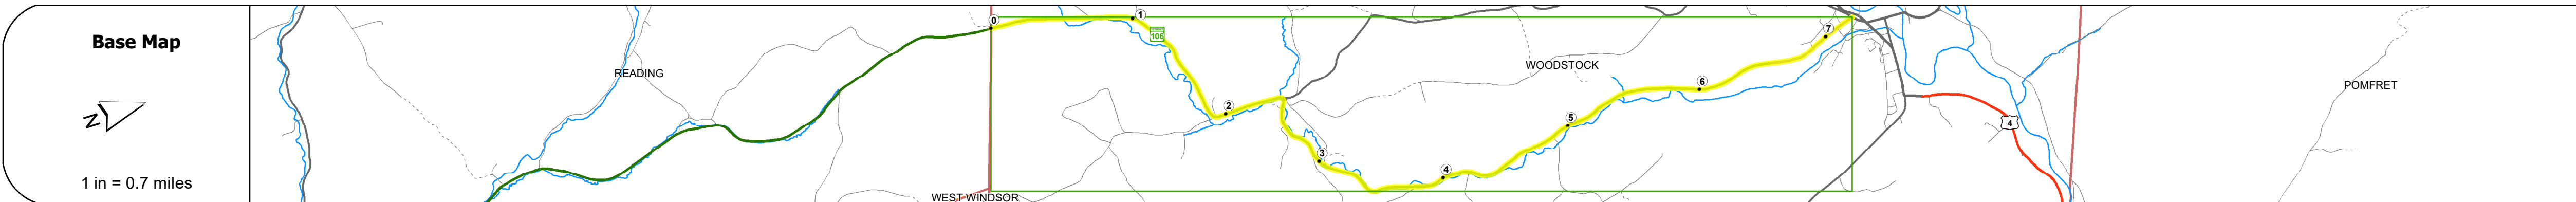 Base Map
N
1 in = 0.7 miles
READING
WEST WINDSOR
0
1
106
2
3
4
5
6
7
WOODSTOCK
4
POMFRET